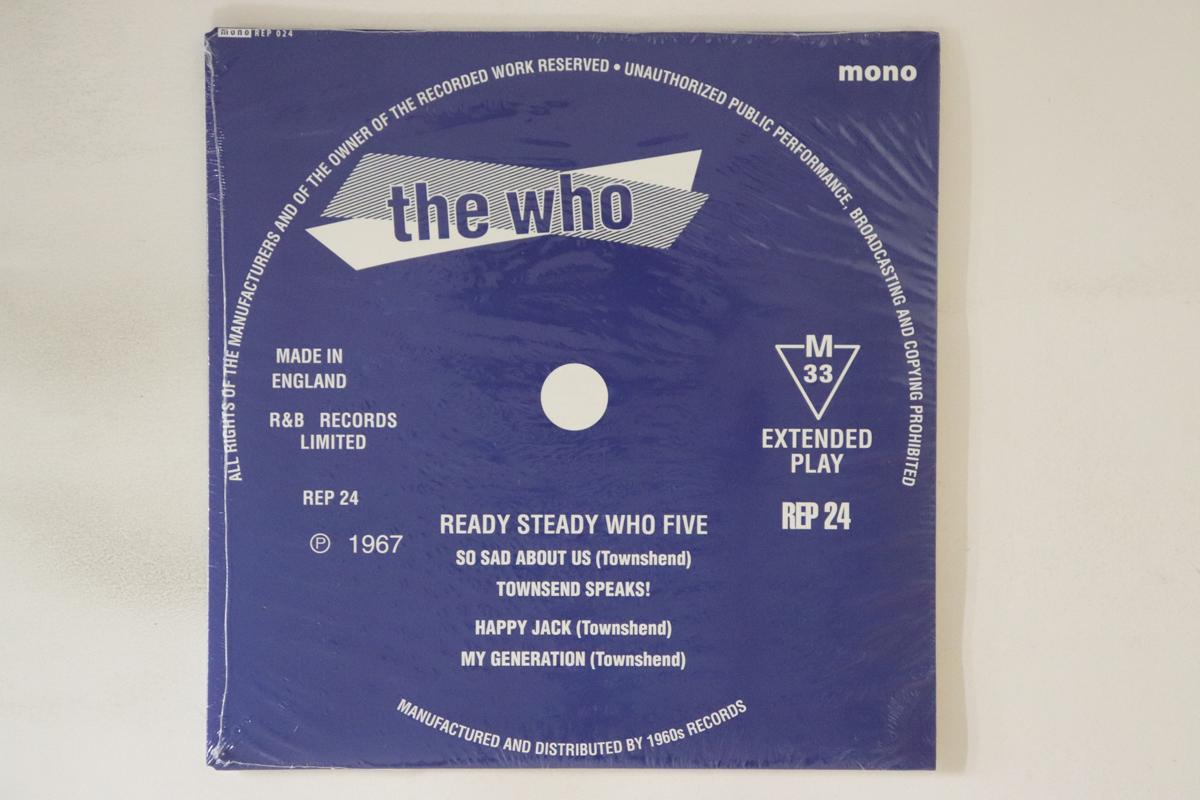 mono REP 024
mono
ALL RIGHTS OF THE MANUFACTURERS AND OF THE OWNER OF THE RECORDED WORK RESERVED • UNAUTHORIZED PUBLIC PERFORMANCE, BROADCASTING AND COPYING PROHIBITED
the who
MADE IN
ENGLAND
R&B RECORDS
LIMITED
REP 24
℗ 1967
M
33
EXTENDED
PLAY
REP 24
READY STEADY WHO FIVE
SO SAD ABOUT US (Townshend)
TOWNSEND SPEAKS!
HAPPY JACK (Townshend)
MY GENERATION (Townshend)
MANUFACTURED AND DISTRIBUTED BY 1960s RECORDS